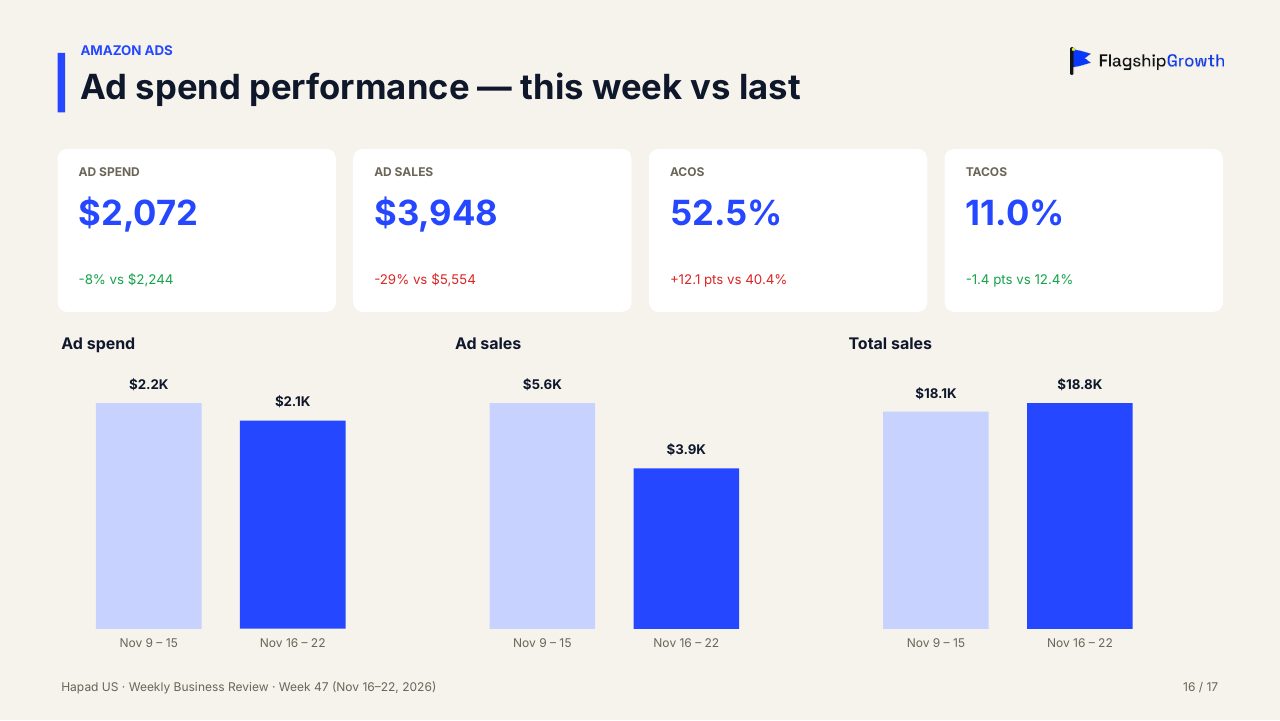 AMAZON ADS
Ad spend performance — this week vs last
FlagshipGrowth
AD SPEND
$2,072
-8% vs $2,244
AD SALES
$3,948
-29% vs $5,554
ACOS
52.5%
+12.1 pts vs 40.4%
TACOS
11.0%
-1.4 pts vs 12.4%
Ad spend
$2.2K
$2.1K
Nov 9 – 15
Nov 16 – 22
Ad sales
$5.6K
$3.9K
Nov 9 – 15
Nov 16 – 22
Total sales
$18.1K
$18.8K
Nov 9 – 15
Nov 16 – 22
Hapad US · Weekly Business Review · Week 47 (Nov 16–22, 2026)
16 / 17